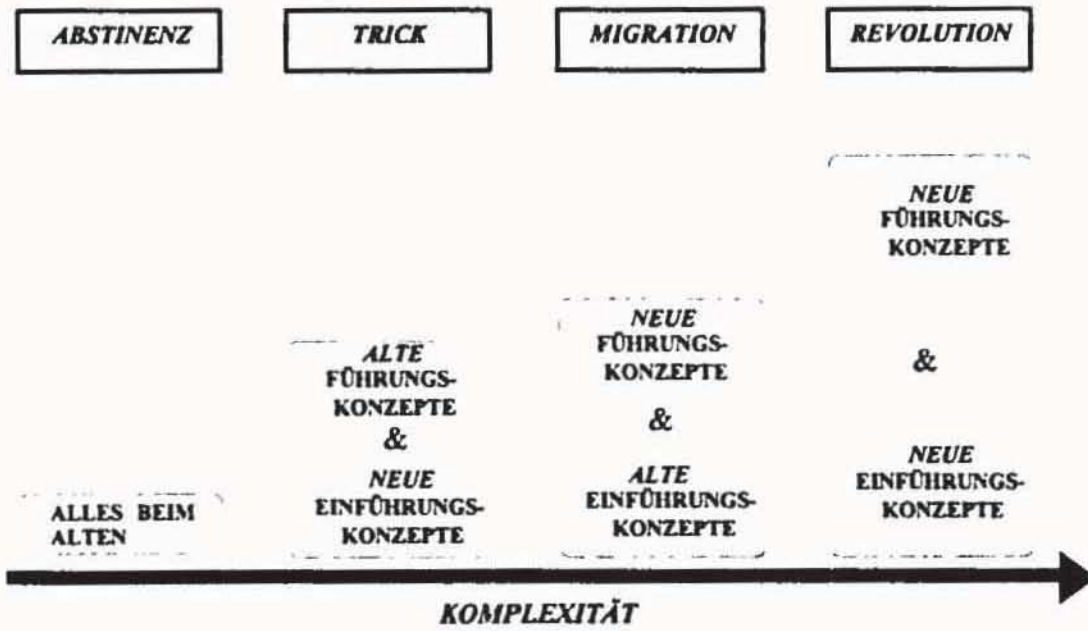 ABSTINENZ
TRICK
MIGRATION
REVOLUTION
ALLES BEIM
ALTEN
ALTE
FÜHRUNGS-
KONZEPTE
&
NEUE
EINFÜHRUNGS-
KONZEPTE
NEUE
FÜHRUNGS-
KONZEPTE
&
ALTE
EINFÜHRUNGS-
KONZEPTE
NEUE
FÜHRUNGS-
KONZEPTE
&
NEUE
EINFÜHRUNGS-
KONZEPTE
KOMPLEXITÄT